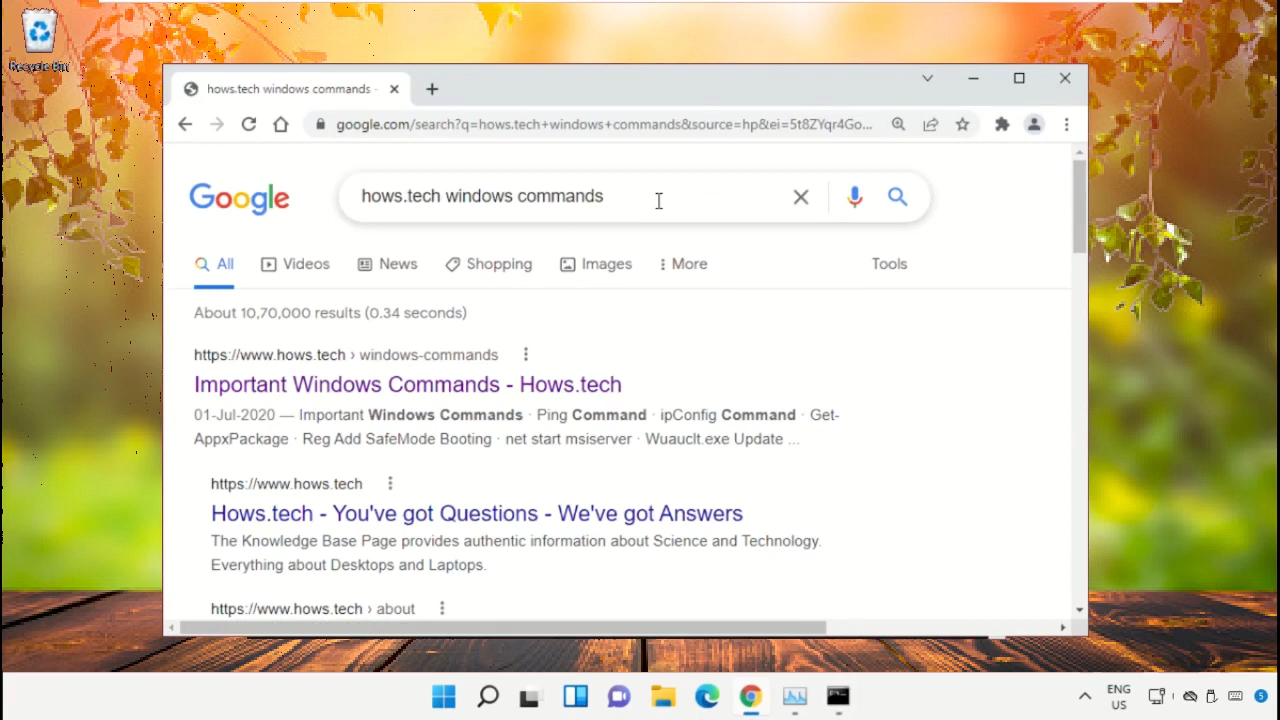 Recycle Bin
hows.tech windows commands -
google.com/search?q=hows.tech+windows+commands&source=hp&ei=5t8ZYqr4Go...
Google
hows.tech windows commands
All
Videos
News
Shopping
Images
More
Tools
About 10,70,000 results (0.34 seconds)
https://www.hows.tech › windows-commands
Important Windows Commands - Hows.tech
01-Jul-2020 — Important Windows Commands · Ping Command · ipConfig Command · Get-
AppxPackage · Reg Add SafeMode Booting · net start msiserver · Wuauclt.exe Update ...
https://www.hows.tech
Hows.tech - You've got Questions - We've got Answers
The Knowledge Base Page provides authentic information about Science and Technology.
Everything about Desktops and Laptops.
https://www.hows.tech › about
ENG
US
5